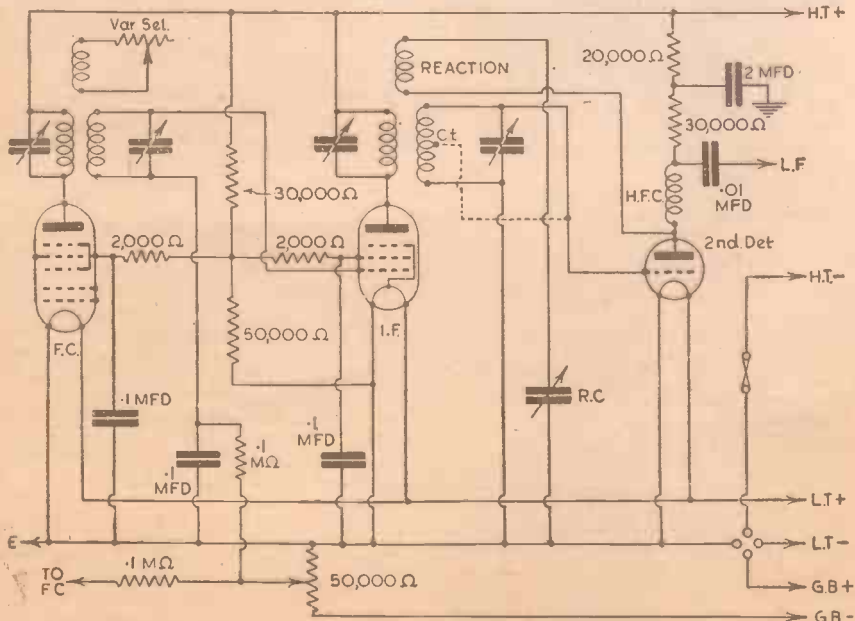 Var. Sel.
H.T+
REACTION
20,000Ω
2 MFD
30,000Ω
C.t.
L.F.
.01
MFD
H.F.C.
30,000Ω
2,000Ω
2,000Ω
2nd. Det
H.T.-
F.C.
50,000Ω
I.F.
.1 MFD
R.C
.1
MΩ
.1
MFD
.1
MFD
L.T+
E
L.T-
TO
F.C
.1 MΩ
50,000Ω
G.B+
G.B-